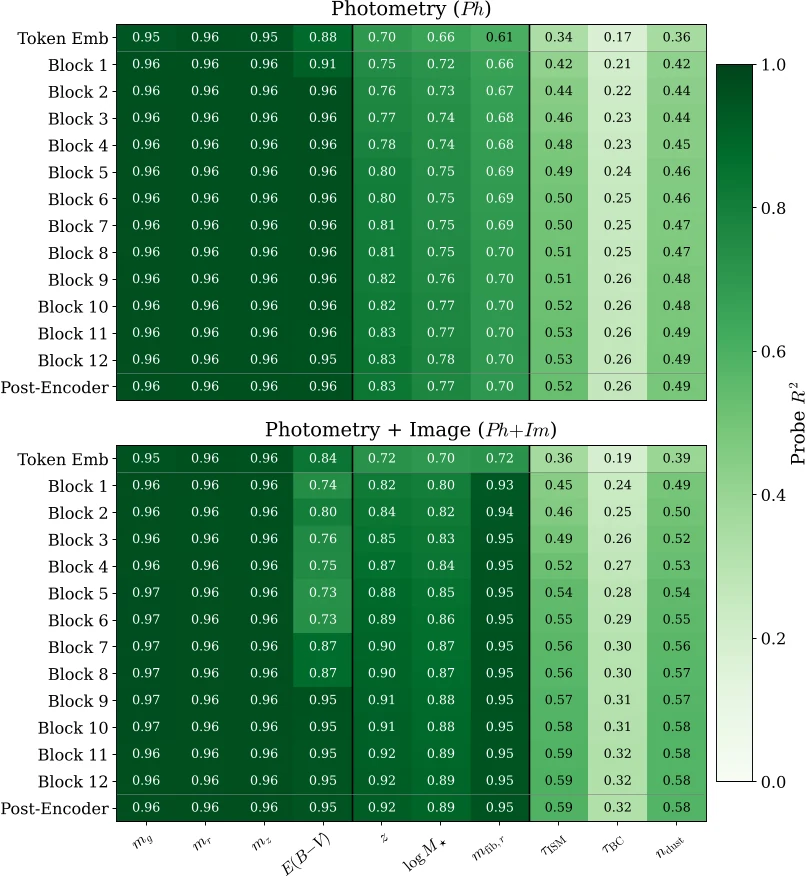 Photometry (Ph)
Token Emb 0.95 0.96 0.95 0.88 0.70 0.66 0.61 0.34 0.17 0.36
Block 1 0.96 0.96 0.96 0.91 0.75 0.72 0.66 0.42 0.21 0.42
Block 2 0.96 0.96 0.96 0.96 0.76 0.73 0.67 0.44 0.22 0.44
Block 3 0.96 0.96 0.96 0.96 0.77 0.74 0.68 0.46 0.23 0.44
Block 4 0.96 0.96 0.96 0.96 0.78 0.74 0.68 0.48 0.23 0.45
Block 5 0.96 0.96 0.96 0.96 0.80 0.75 0.69 0.49 0.24 0.46
Block 6 0.96 0.96 0.96 0.96 0.80 0.75 0.69 0.50 0.25 0.46
Block 7 0.96 0.96 0.96 0.96 0.81 0.75 0.69 0.50 0.25 0.47
Block 8 0.96 0.96 0.96 0.96 0.81 0.75 0.70 0.51 0.25 0.47
Block 9 0.96 0.96 0.96 0.96 0.82 0.76 0.70 0.51 0.26 0.48
Block 10 0.96 0.96 0.96 0.96 0.82 0.77 0.70 0.52 0.26 0.48
Block 11 0.96 0.96 0.96 0.96 0.83 0.77 0.70 0.53 0.26 0.49
Block 12 0.96 0.96 0.96 0.95 0.83 0.78 0.70 0.53 0.26 0.49
Post-Encoder 0.96 0.96 0.96 0.96 0.83 0.77 0.70 0.52 0.26 0.49
Photometry + Image (Ph+Im)
Token Emb 0.95 0.96 0.96 0.84 0.72 0.70 0.72 0.36 0.19 0.39
Block 1 0.96 0.96 0.96 0.74 0.82 0.80 0.93 0.45 0.24 0.49
Block 2 0.96 0.96 0.96 0.80 0.84 0.82 0.94 0.46 0.25 0.50
Block 3 0.96 0.96 0.96 0.76 0.85 0.83 0.95 0.49 0.26 0.52
Block 4 0.96 0.96 0.96 0.75 0.87 0.84 0.95 0.52 0.27 0.53
Block 5 0.97 0.96 0.96 0.73 0.88 0.85 0.95 0.54 0.28 0.54
Block 6 0.97 0.96 0.96 0.73 0.89 0.86 0.95 0.55 0.29 0.55
Block 7 0.97 0.96 0.96 0.87 0.90 0.87 0.95 0.56 0.30 0.56
Block 8 0.97 0.96 0.96 0.87 0.90 0.87 0.95 0.56 0.30 0.57
Block 9 0.97 0.96 0.96 0.95 0.91 0.88 0.95 0.57 0.31 0.57
Block 10 0.97 0.96 0.96 0.95 0.91 0.88 0.95 0.58 0.31 0.58
Block 11 0.96 0.96 0.96 0.95 0.92 0.89 0.95 0.59 0.32 0.58
Block 12 0.96 0.96 0.96 0.95 0.92 0.89 0.95 0.59 0.32 0.58
Post-Encoder 0.96 0.96 0.96 0.95 0.92 0.89 0.95 0.59 0.32 0.58
m_g m_r m_z E(B−V) z log M⋆ m_fib, r τ_ISM τ_BC n_dust
1.0
0.8
0.6
0.4
0.2
0.0
Probe R²